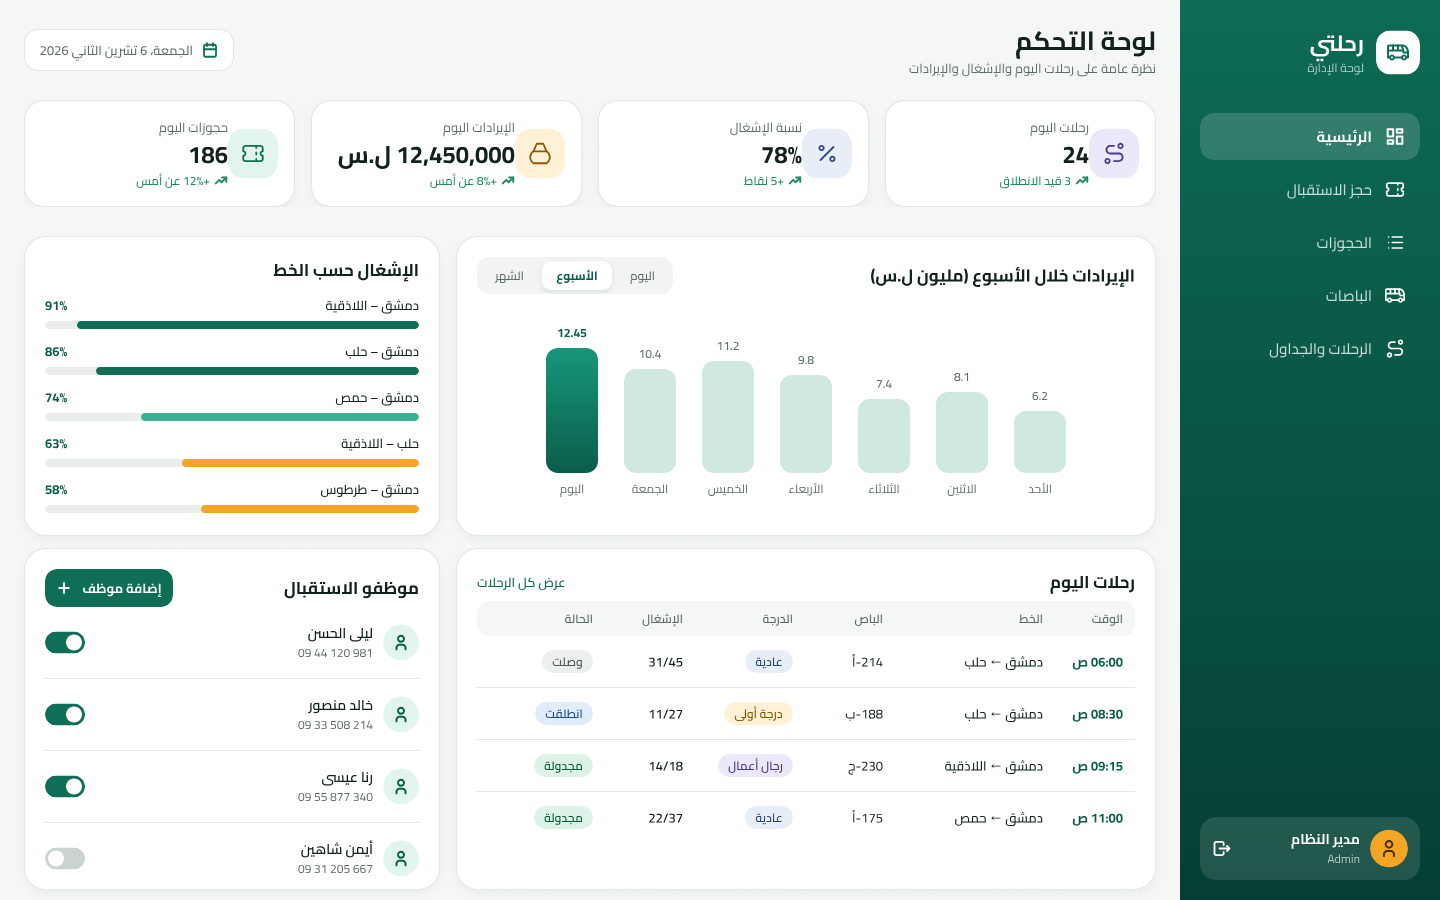 رحلتي
لوحة الإدارة
الرئيسية
حجز الاستقبال
الحجوزات
الباصات
الرحلات والجداول
مدير النظام
Admin
لوحة التحكم
نظرة عامة على رحلات اليوم والإشغال والإيرادات
الجمعة، 6 تشرين الثاني 2026
رحلات اليوم
24
3 قيد الانطلاق
نسبة الإشغال
78%
+5 نقاط
الإيرادات اليوم
12,450,000 ل.س
+8% عن أمس
حجوزات اليوم
186
+12% عن أمس
الإيرادات خلال الأسبوع (مليون ل.س)
اليوم الأسبوع الشهر
6.2 8.1 7.4 9.8 11.2 10.4 12.45
الأحد الاثنين الثلاثاء الأربعاء الخميس الجمعة اليوم
الإشغال حسب الخط
دمشق – اللاذقية 91%
دمشق – حلب 86%
دمشق – حمص 74%
حلب – اللاذقية 63%
دمشق – طرطوس 58%
رحلات اليوم
عرض كل الرحلات
الوقت الخط الباص الدرجة الإشغال الحالة
06:00 ص دمشق ← حلب 214-أ عادية 31/45 وصلت
08:30 ص دمشق ← حلب 188-ب درجة أولى 11/27 انطلقت
09:15 ص دمشق ← اللاذقية 230-ج رجال أعمال 14/18 مجدولة
11:00 ص دمشق ← حمص 175-أ عادية 22/37 مجدولة
موظفو الاستقبال
إضافة موظف
ليلى الحسن
09 44 120 981
خالد منصور
09 33 508 214
رنا عيسى
09 55 877 340
أيمن شاهين
09 31 205 667